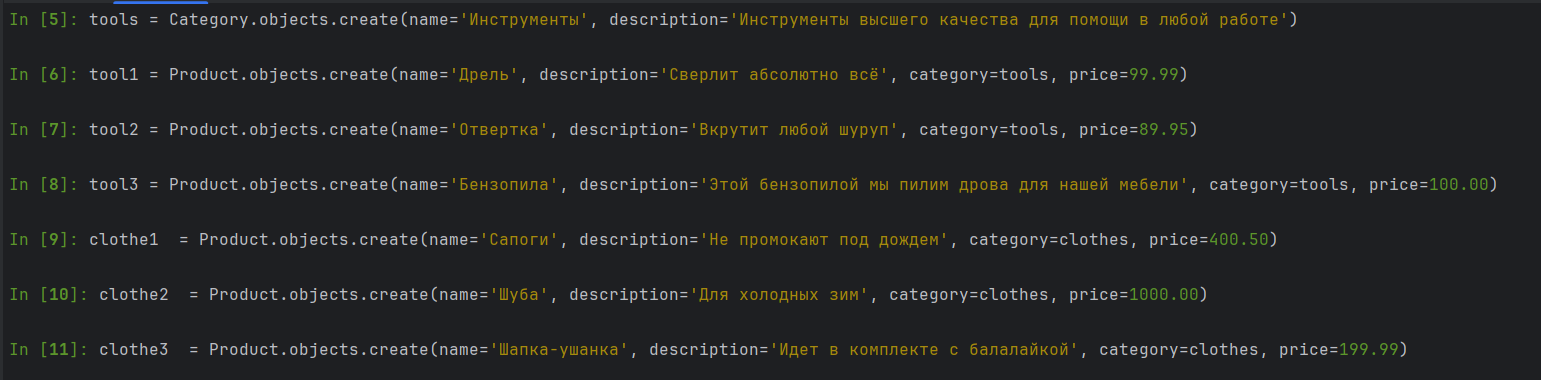 In [5]: tools = Category.objects.create(name='Инструменты', description='Инструменты высшего качества для помощи в любой работе')
In [6]: tool1 = Product.objects.create(name='Дрель', description='Сверлит абсолютно всё', category=tools, price=99.99)
In [7]: tool2 = Product.objects.create(name='Отвертка', description='Вкрутит любой шуруп', category=tools, price=89.95)
In [8]: tool3 = Product.objects.create(name='Бензопила', description='Этой бензопилой мы пилим дрова для нашей мебели', category=tools, price=100.00)
In [9]: clothe1  = Product.objects.create(name='Сапоги', description='Не промокают под дождем', category=clothes, price=400.50)
In [10]: clothe2  = Product.objects.create(name='Шуба', description='Для холодных зим', category=clothes, price=1000.00)
In [11]: clothe3  = Product.objects.create(name='Шапка-ушанка', description='Идет в комплекте с балалайкой', category=clothes, price=199.99)